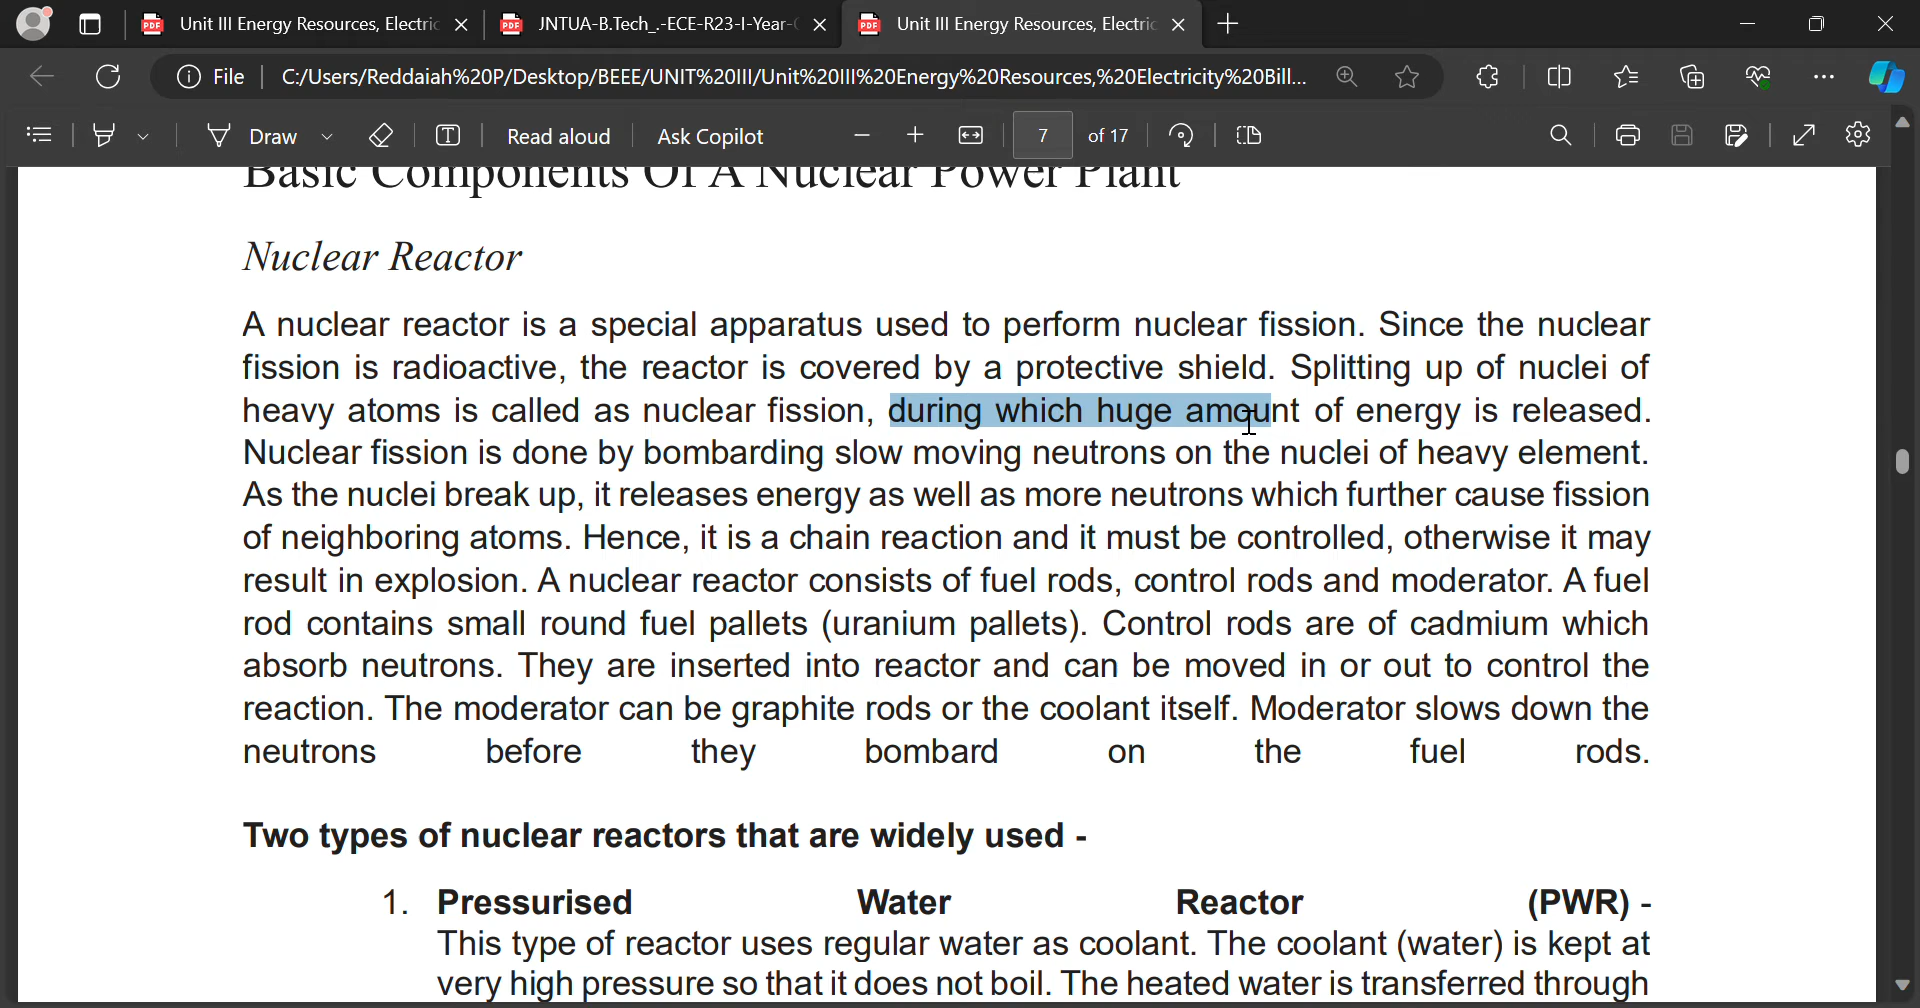 Unit III Energy Resources, Electric
JNTUA-B.Tech_.-ECE-R23-I-Year-
Unit III Energy Resources, Electric
File
C:/Users/Reddaiah%20P/Desktop/BEEE/UNIT%20III/Unit%20III%20Energy%20Resources,%20Electricity%20Bill...
Draw
Read aloud
Ask Copilot
7 of 17
Basic Components Of A Nuclear Power Plant
Nuclear Reactor
A nuclear reactor is a special apparatus used to perform nuclear fission. Since the nuclear
fission is radioactive, the reactor is covered by a protective shield. Splitting up of nuclei of
heavy atoms is called as nuclear fission, during which huge amount of energy is released.
Nuclear fission is done by bombarding slow moving neutrons on the nuclei of heavy element.
As the nuclei break up, it releases energy as well as more neutrons which further cause fission
of neighboring atoms. Hence, it is a chain reaction and it must be controlled, otherwise it may
result in explosion. A nuclear reactor consists of fuel rods, control rods and moderator. A fuel
rod contains small round fuel pallets (uranium pallets). Control rods are of cadmium which
absorb neutrons. They are inserted into reactor and can be moved in or out to control the
reaction. The moderator can be graphite rods or the coolant itself. Moderator slows down the
neutrons before they bombard on the fuel rods.
Two types of nuclear reactors that are widely used -
1. Pressurised Water Reactor (PWR) -
This type of reactor uses regular water as coolant. The coolant (water) is kept at
very high pressure so that it does not boil. The heated water is transferred through